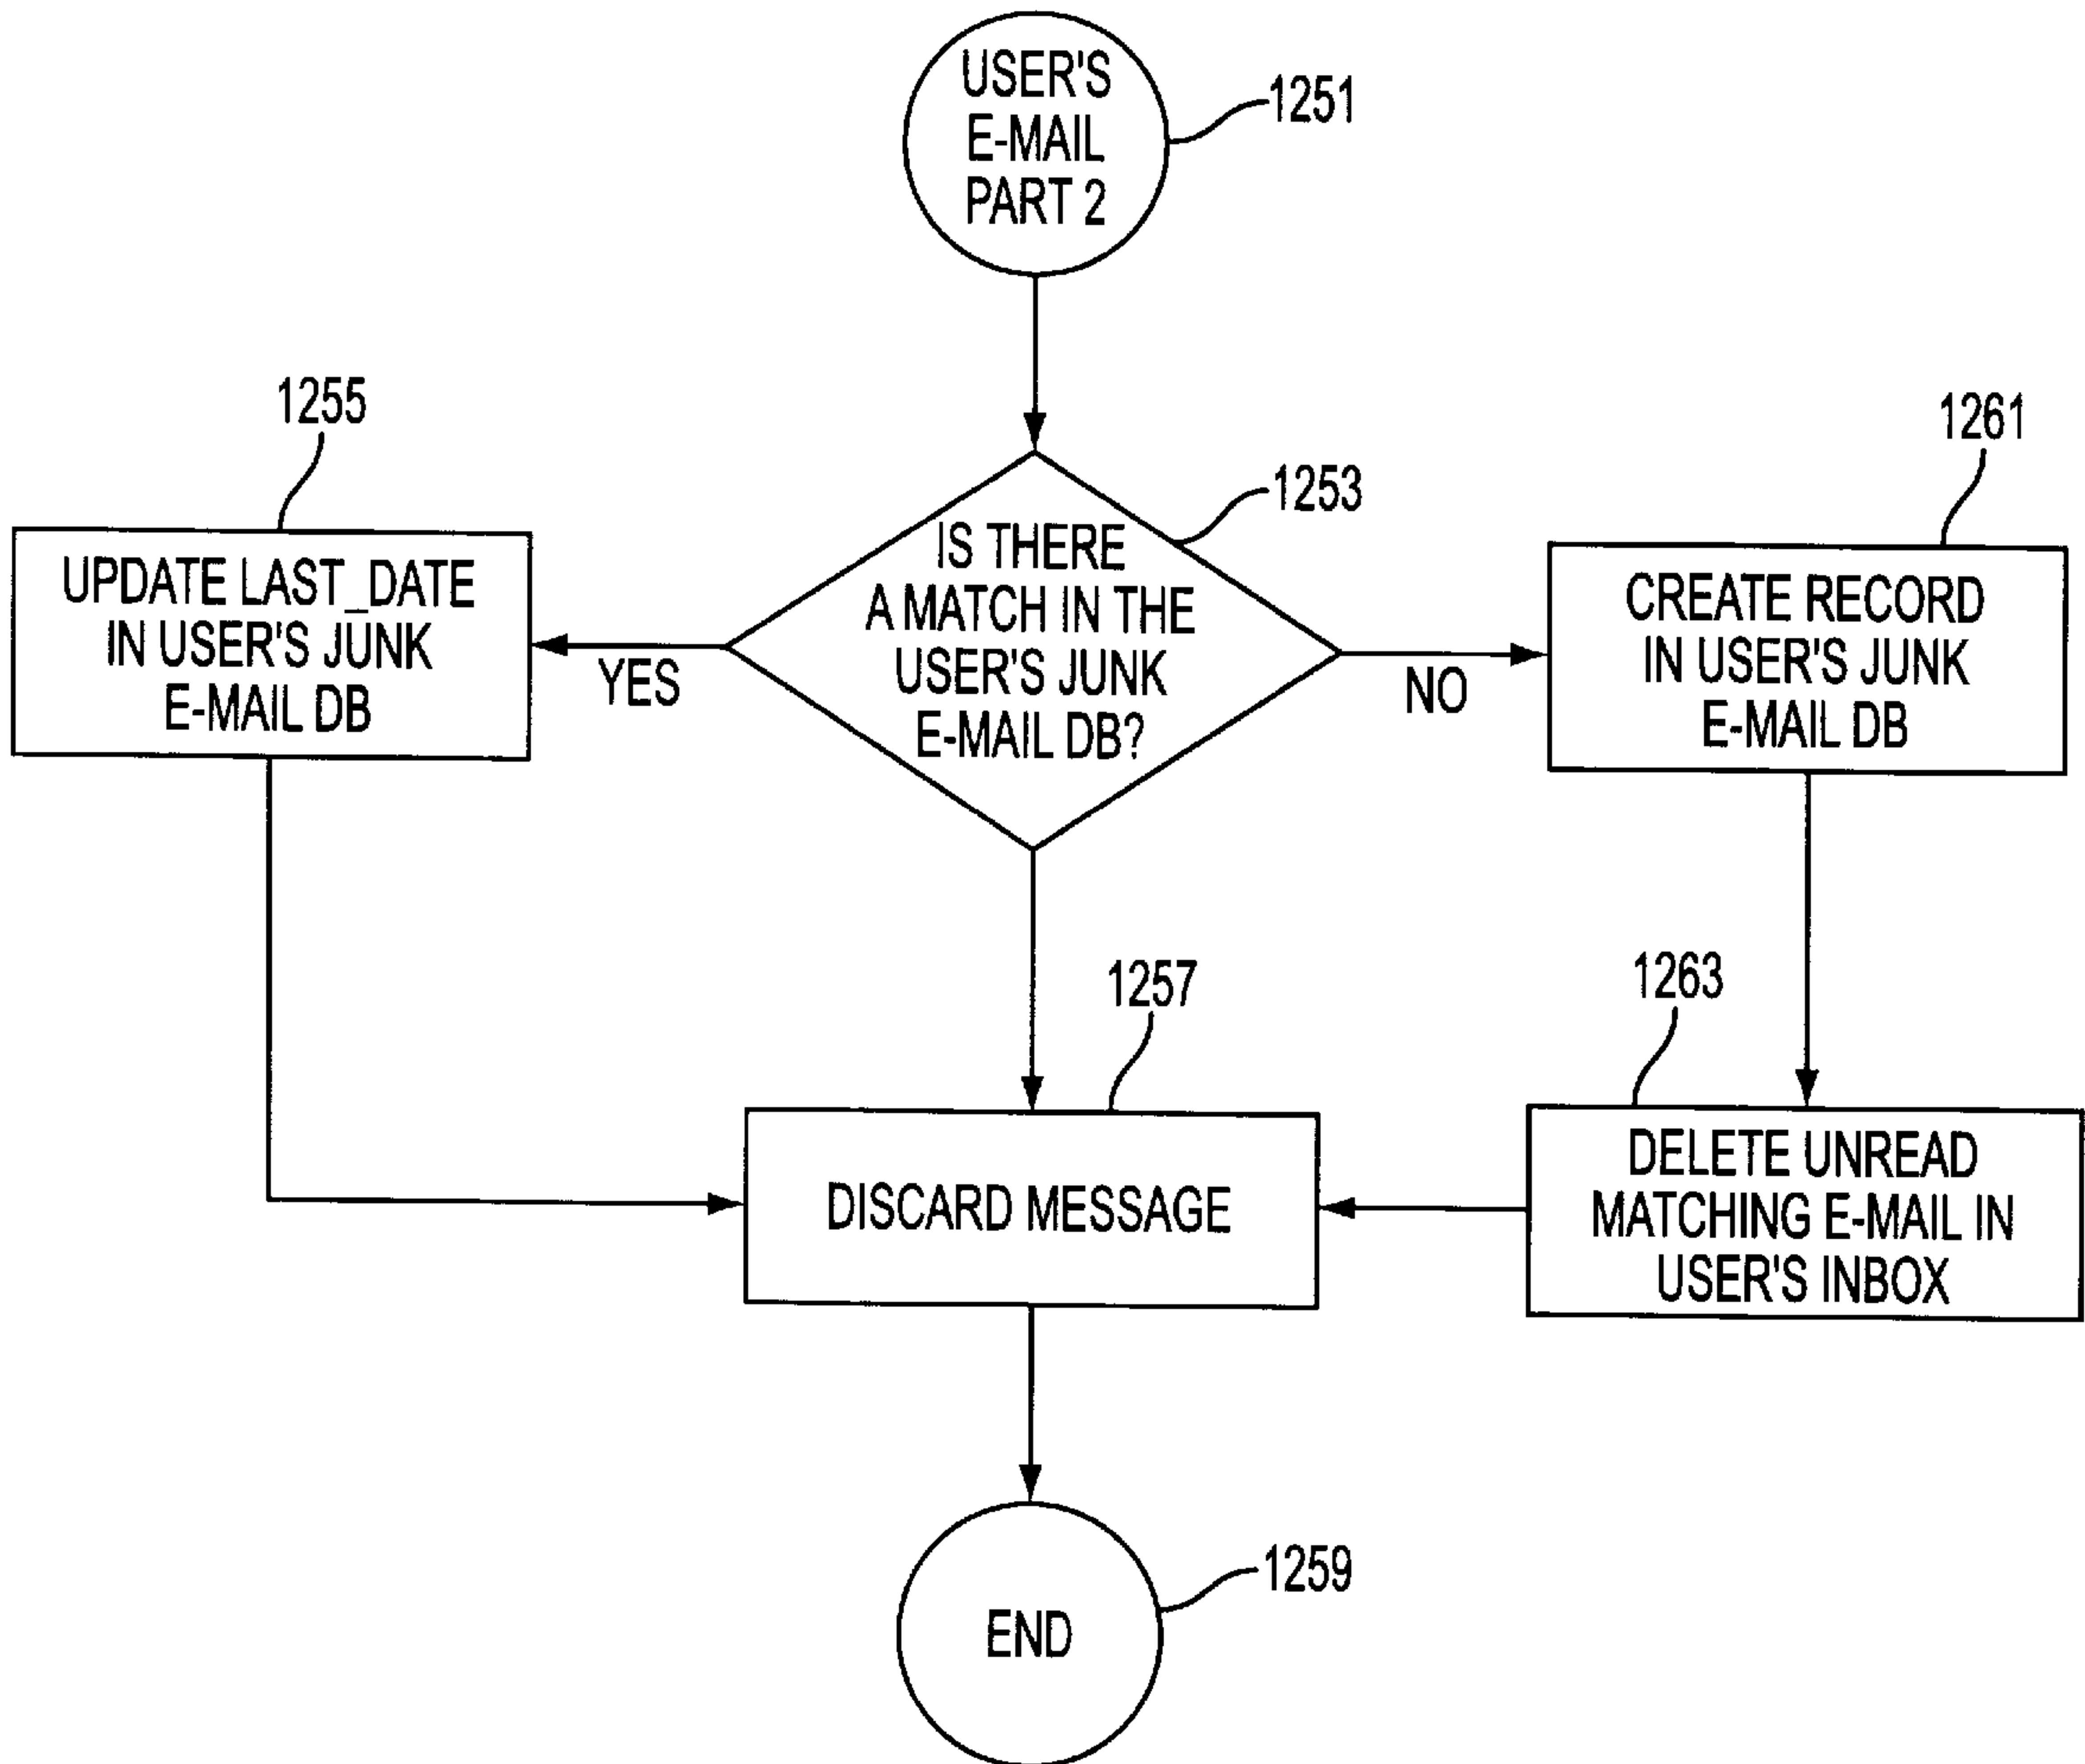 USER'S
E-MAIL
PART 2
1251
1255
1253
1261
UPDATE LAST_DATE
IN USER'S JUNK
E-MAIL DB
IS THERE
A MATCH IN THE
USER'S JUNK
E-MAIL DB?
CREATE RECORD
IN USER'S JUNK
E-MAIL DB
YES
NO
1257
1263
DISCARD MESSAGE
DELETE UNREAD
MATCHING E-MAIL IN
USER'S INBOX
1259
END